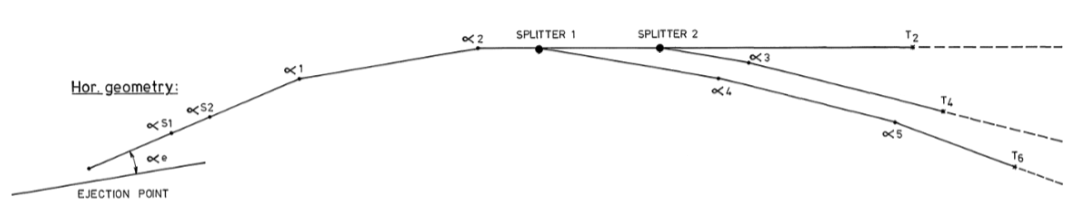 ∝2
SPLITTER 1
SPLITTER 2
T2
∝1
∝3
Hor. geometry:
∝4
T4
∝S2
∝S1
∝5
∝e
T6
EJECTION POINT